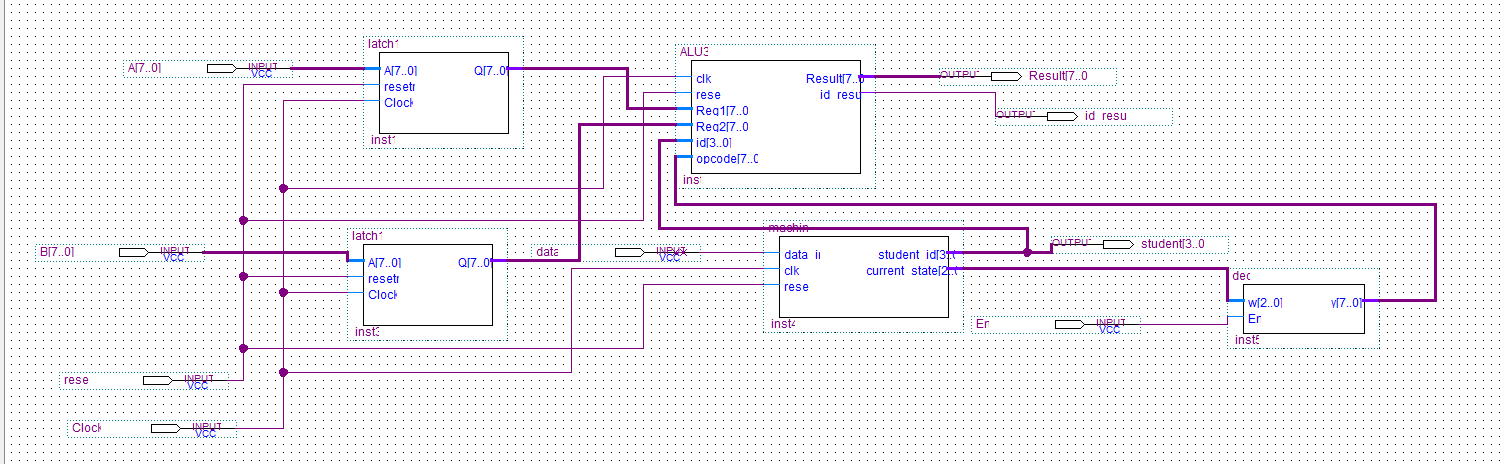 latch1
A[7..0]
INPUT
VCC
A[7..0]
Q[7..0]
resetr
Clock
inst1
ALU3
clk
Result[7..0
rese
id resu
Reg1[7..0
Reg2[7..0
id[3..0]
opcode[7..0
inst
OUTPUT
Result[7..0
OUTPUT
id resu
latch1
B[7..0]
INPUT
VCC
A[7..0]
Q[7..0]
resetr
Clock
inst3
data
INPUT
VCC
machin
data ii
student id[3..0
clk
current state[2..0
rese
inst4
OUTPUT
student[3..0
dec
w[2..0]
y[7..0]
En
inst5
En
INPUT
VCC
rese
INPUT
VCC
Clock
INPUT
VCC